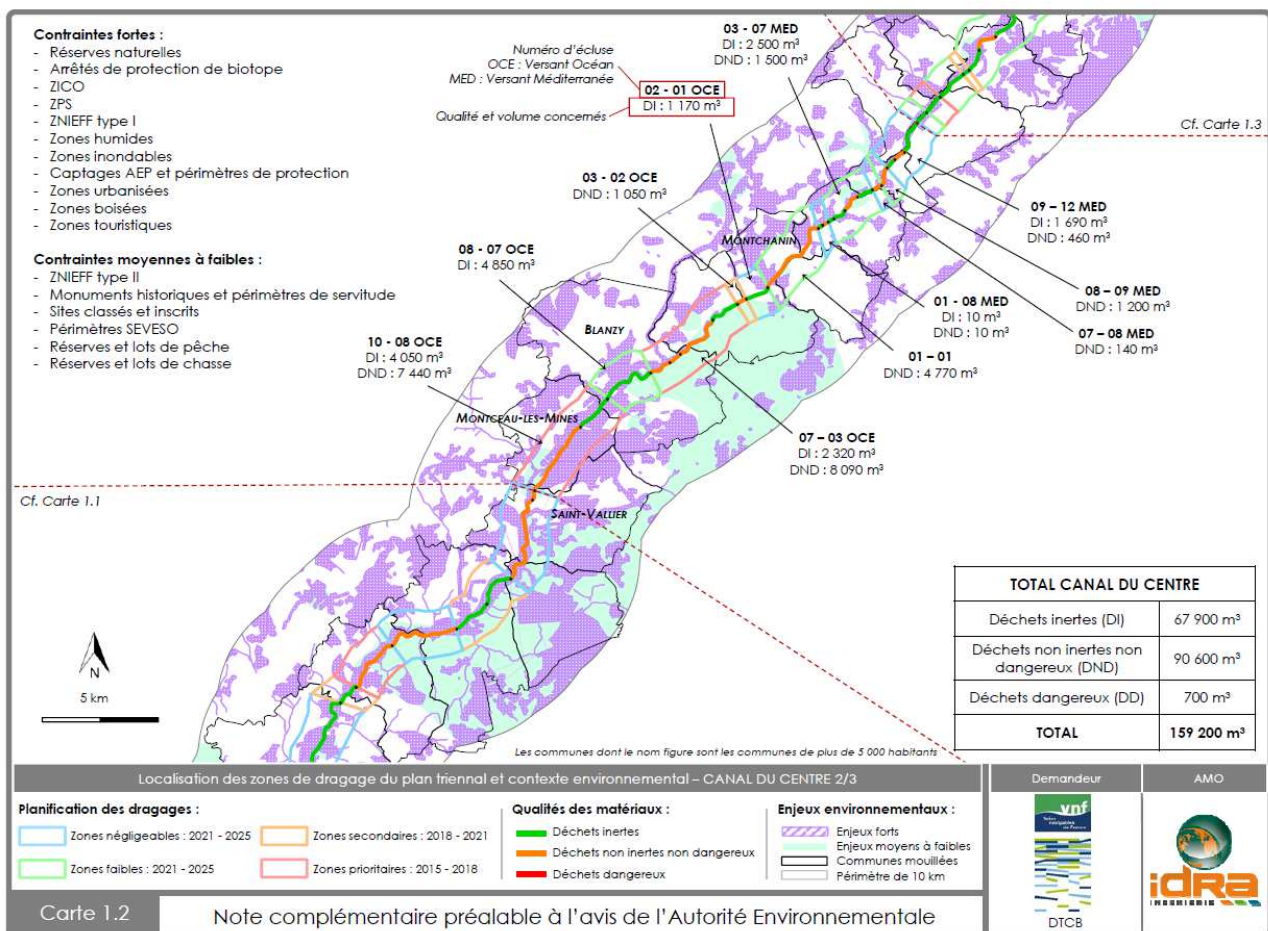 Contraintes fortes :
- Réserves naturelles
- Arrêtés de protection de biotope
- ZICO
- ZPS
- ZNIEFF type I
- Zones humides
- Zones inondables
- Captages AEP et périmètres de protection
- Zones urbanisées
- Zones boisées
- Zones touristiques
Contraintes moyennes à faibles :
- ZNIEFF type II
- Monuments historiques et périmètres de servitude
- Sites classés et inscrits
- Périmètres SEVESO
- Réserves et lots de pêche
- Réserves et lots de chasse
Numéro d'écluse
OCE : Versant Océan
MED : Versant Méditerranée
Qualité et volume concernés
02 - 01 OCE
DI : 1 170 m³
03 - 07 MED
DI : 2 500 m³
DND : 1 500 m³
Cf. Carte 1.3
03 - 02 OCE
DND : 1 050 m³
09 – 12 MED
DI : 1 690 m³
DND : 460 m³
MONTCHANIN
08 - 07 OCE
DI : 4 850 m³
08 – 09 MED
DND : 1 200 m³
01 - 08 MED
DI : 10 m³
DND : 10 m³
07 – 08 MED
DND : 140 m³
BLANZY
10 - 08 OCE
DI : 4 050 m³
DND : 7 440 m³
01 – 01
DND : 4 770 m³
MONTCEAU-LES-MINES
07 – 03 OCE
DI : 2 320 m³
DND : 8 090 m³
Cf. Carte 1.1
SAINT-VALLIER
N
5 km
TOTAL CANAL DU CENTRE
Déchets inertes (DI) 67 900 m³
Déchets non inertes non
dangereux (DND) 90 600 m³
Déchets dangereux (DD) 700 m³
TOTAL 159 200 m³
Les communes dont le nom figure sont les communes de plus de 5 000 habitants
Localisation des zones de dragage du plan triennal et contexte environnemental – CANAL DU CENTRE 2/3
Demandeur
AMO
Planification des dragages :
Zones négligeables : 2021 - 2025
Zones secondaires : 2018 - 2021
Zones faibles : 2021 - 2025
Zones prioritaires : 2015 - 2018
Qualités des matériaux :
Déchets inertes
Déchets non inertes non dangereux
Déchets dangereux
Enjeux environnementaux :
Enjeux forts
Enjeux moyens à faibles
Communes mouillées
Périmètre de 10 km
vnf
DTCB
idra
Carte 1.2
Note complémentaire préalable à l'avis de l'Autorité Environnementale